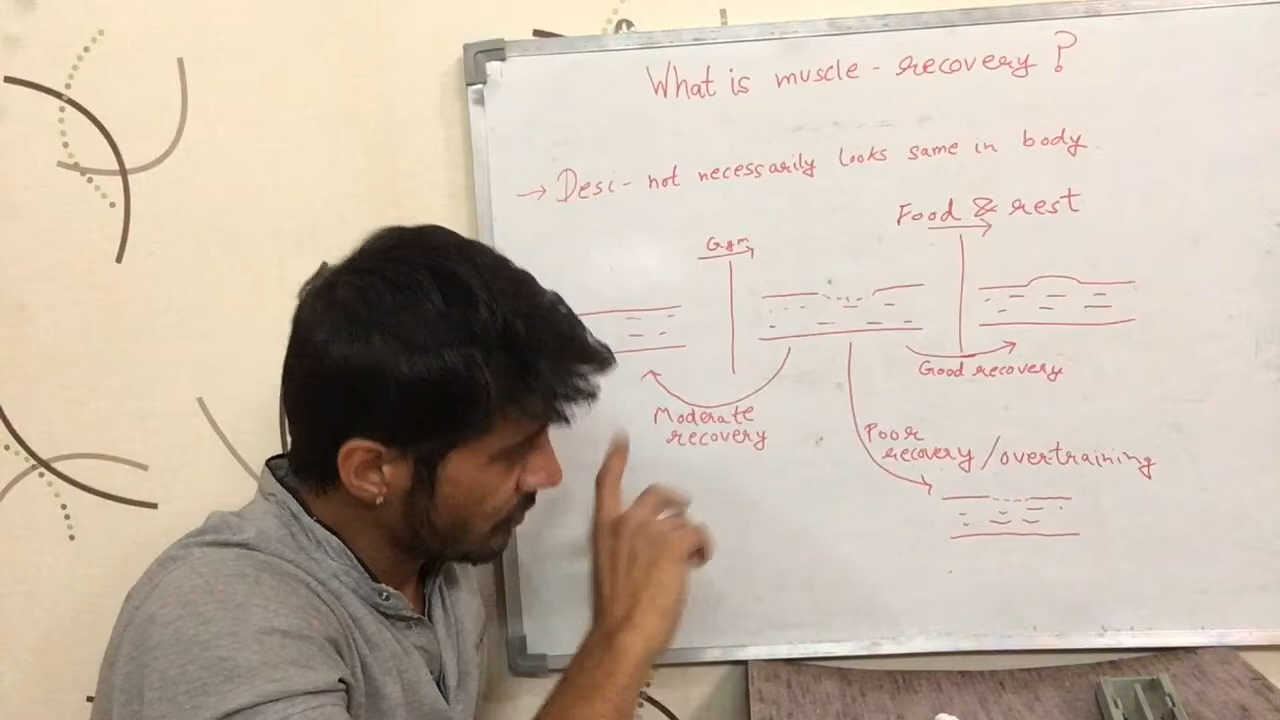 What is muscle - recovery?
→ Desi - not necessarily looks same in body
Food & rest
Gym
Good recovery
Moderate
recovery
Poor
recovery/overtraining